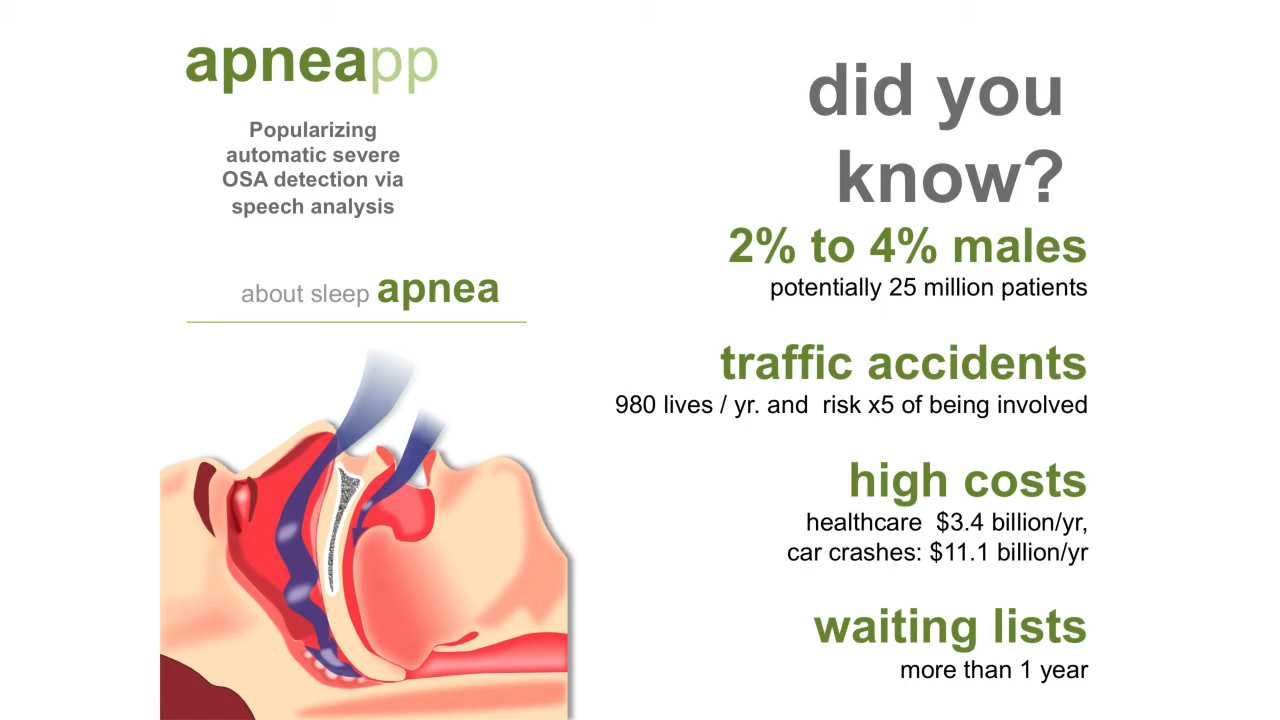 apneapp
Popularizing
automatic severe
OSA detection via
speech analysis
about sleep apnea
did you
know?
2% to 4% males
potentially 25 million patients
traffic accidents
980 lives / yr. and  risk x5 of being involved
high costs
healthcare  $3.4 billion/yr,
car crashes: $11.1 billion/yr
waiting lists
more than 1 year